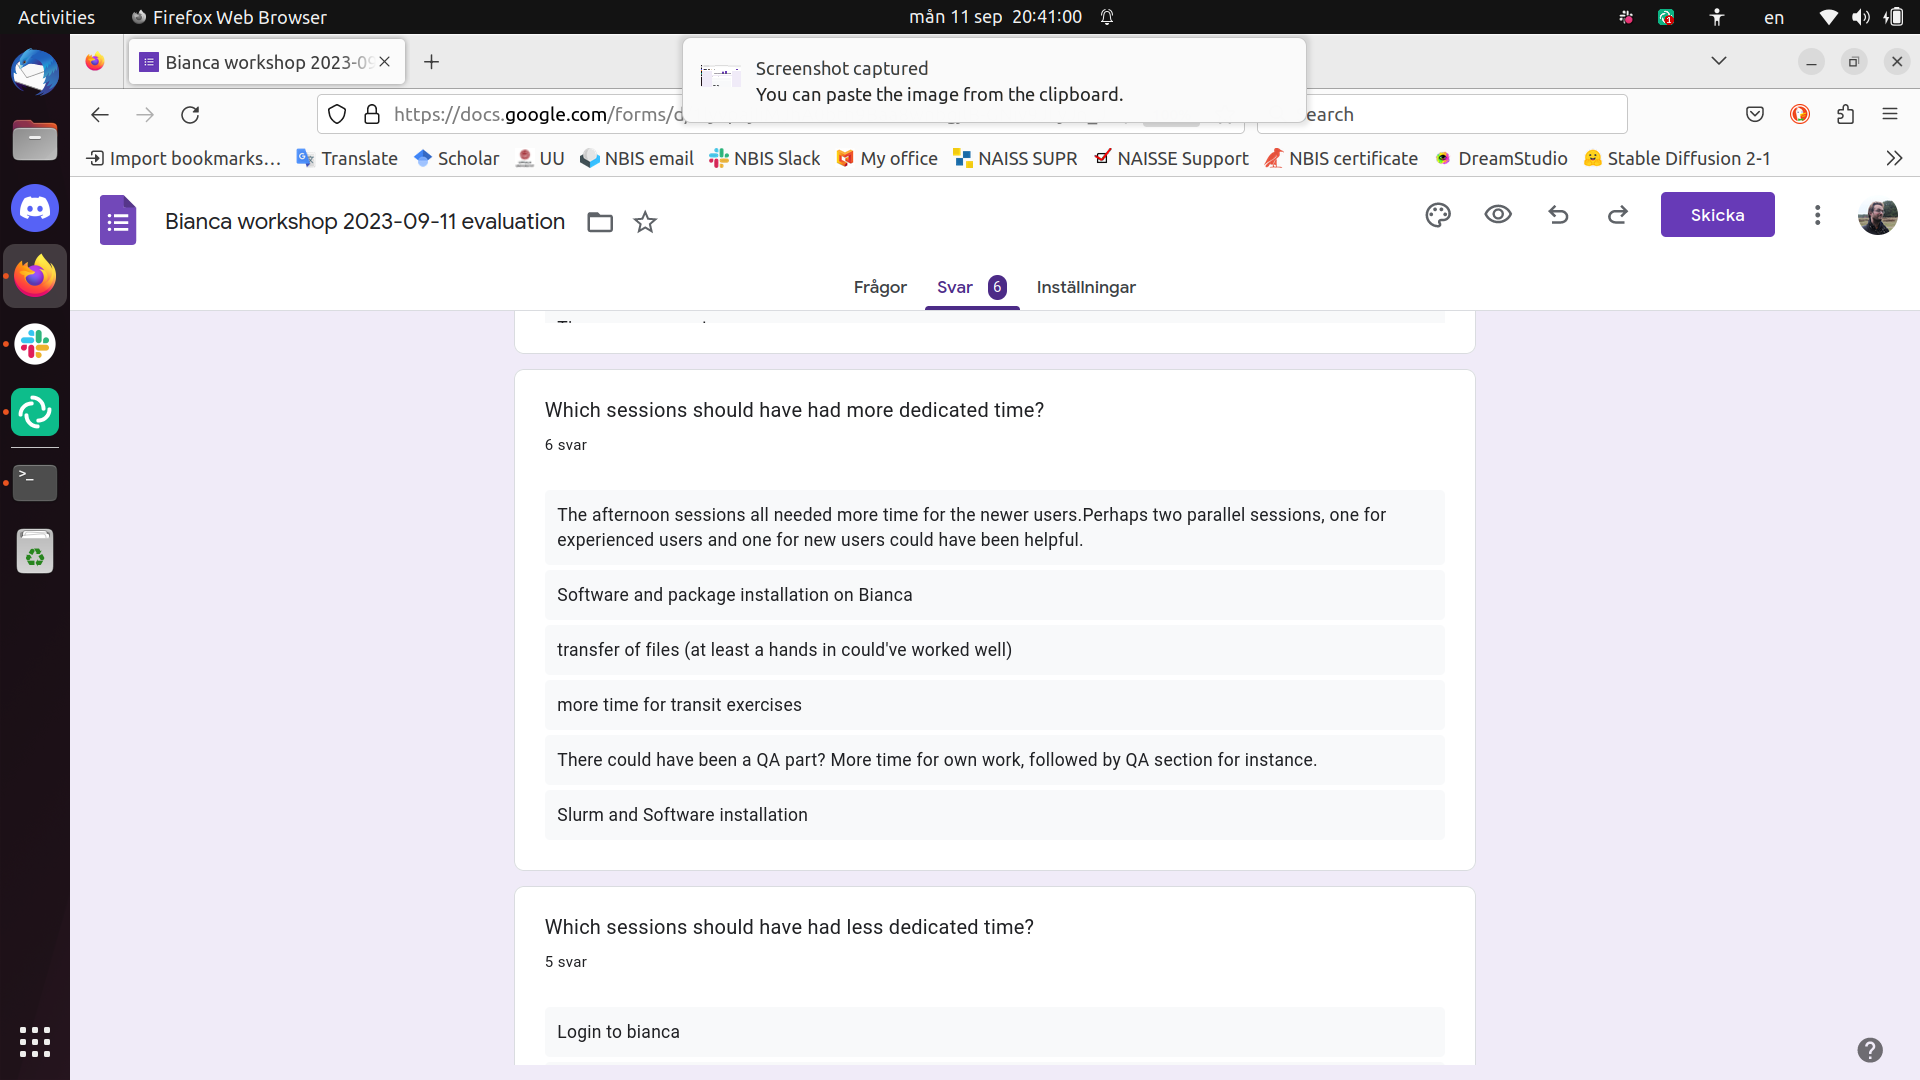 Activities
Firefox Web Browser
mån 11 sep 20:41:00
en
Bianca workshop 2023-09
Screenshot captured
You can paste the image from the clipboard.
https://docs.google.com/forms/d
earch
Import bookmarks...
Translate
Scholar
UU
NBIS email
NBIS Slack
My office
NAISS SUPR
NAISSE Support
NBIS certificate
DreamStudio
Stable Diffusion 2-1
Bianca workshop 2023-09-11 evaluation
Skicka
Frågor
Svar 6
Inställningar
Which sessions should have had more dedicated time?
6 svar
The afternoon sessions all needed more time for the newer users.Perhaps two parallel sessions, one for
experienced users and one for new users could have been helpful.
Software and package installation on Bianca
transfer of files (at least a hands in could've worked well)
more time for transit exercises
There could have been a QA part? More time for own work, followed by QA section for instance.
Slurm and Software installation
Which sessions should have had less dedicated time?
5 svar
Login to bianca